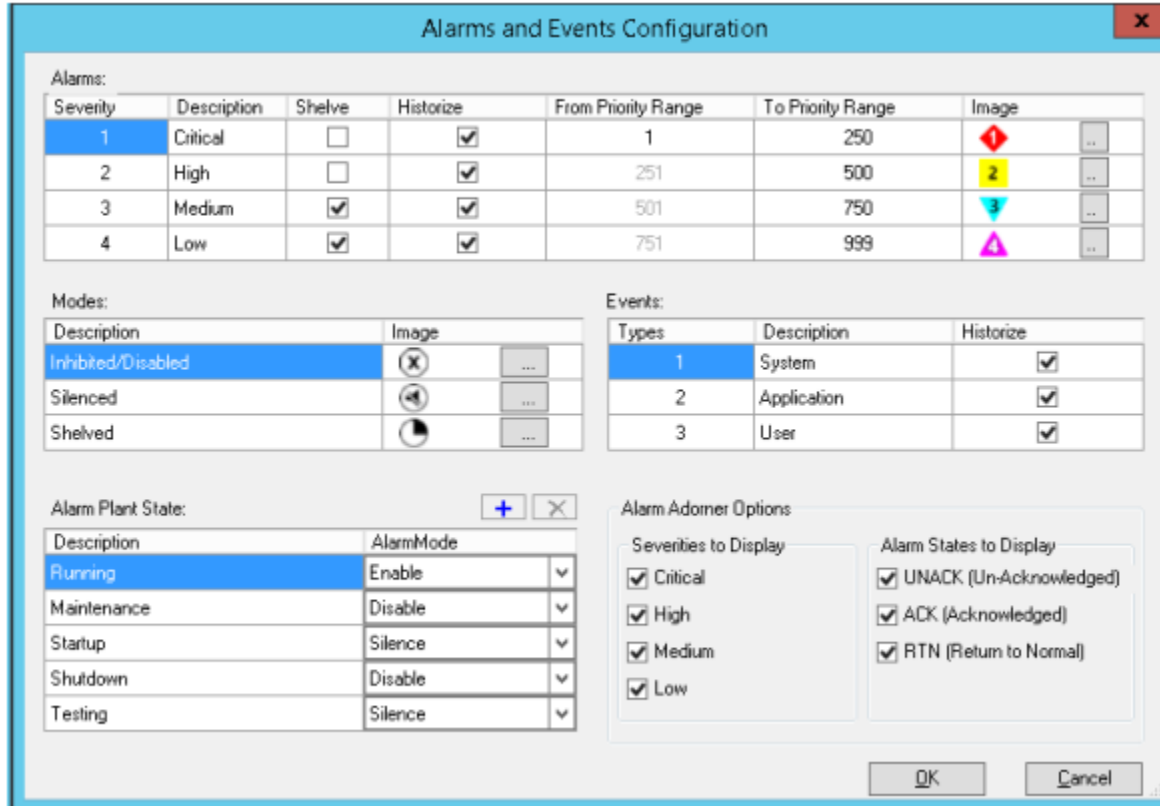 Alarms and Events Configuration
x
Alarms:
Severity Description Shelve Historize From Priority Range To Priority Range Image
1 Critical 1 250 1 ..
2 High 251 500 2 ..
3 Medium 501 750 3 ..
4 Low 751 999 4 ..
Modes: Events:
Description Image Types Description Historize
Inhibited/Disabled X ... 1 System
Silenced ... 2 Application
Shelved ... 3 User
Alarm Plant State: + Alarm Adorner Options
Description AlarmMode Severities to Display Alarm States to Display
Running Enable Critical UNACK (Un-Acknowledged)
Maintenance Disable High ACK (Acknowledged)
Startup Silence Medium RTN (Return to Normal)
Shutdown Disable Low
Testing Silence
OK Cancel